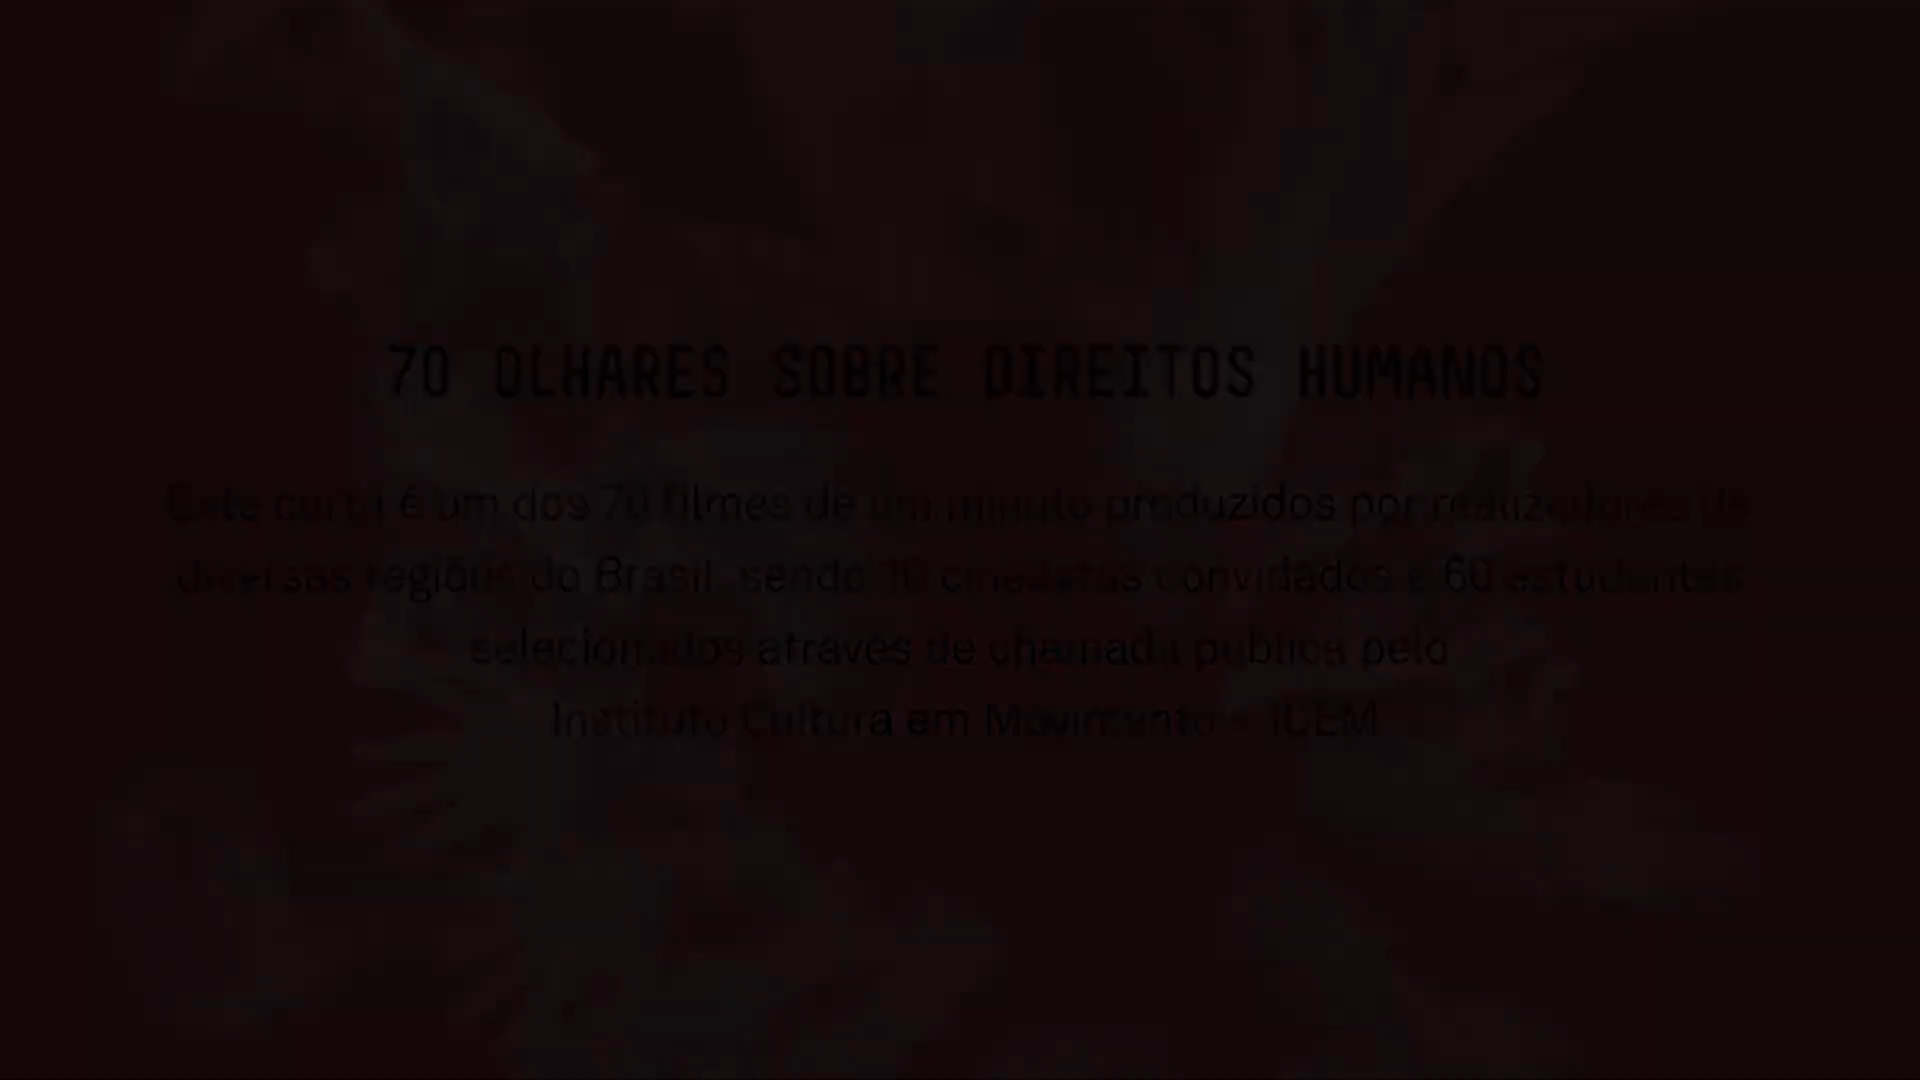 70 OLHARES SOBRE DIREITOS HUMANOS
Este curta é um dos 70 filmes de um minuto produzidos por realizadores de
diversas regiões do Brasil, sendo 10 cineastas convidados e 60 estudantes
selecionados através de chamada pública pelo
Instituto Cultura em Movimento - ICEM